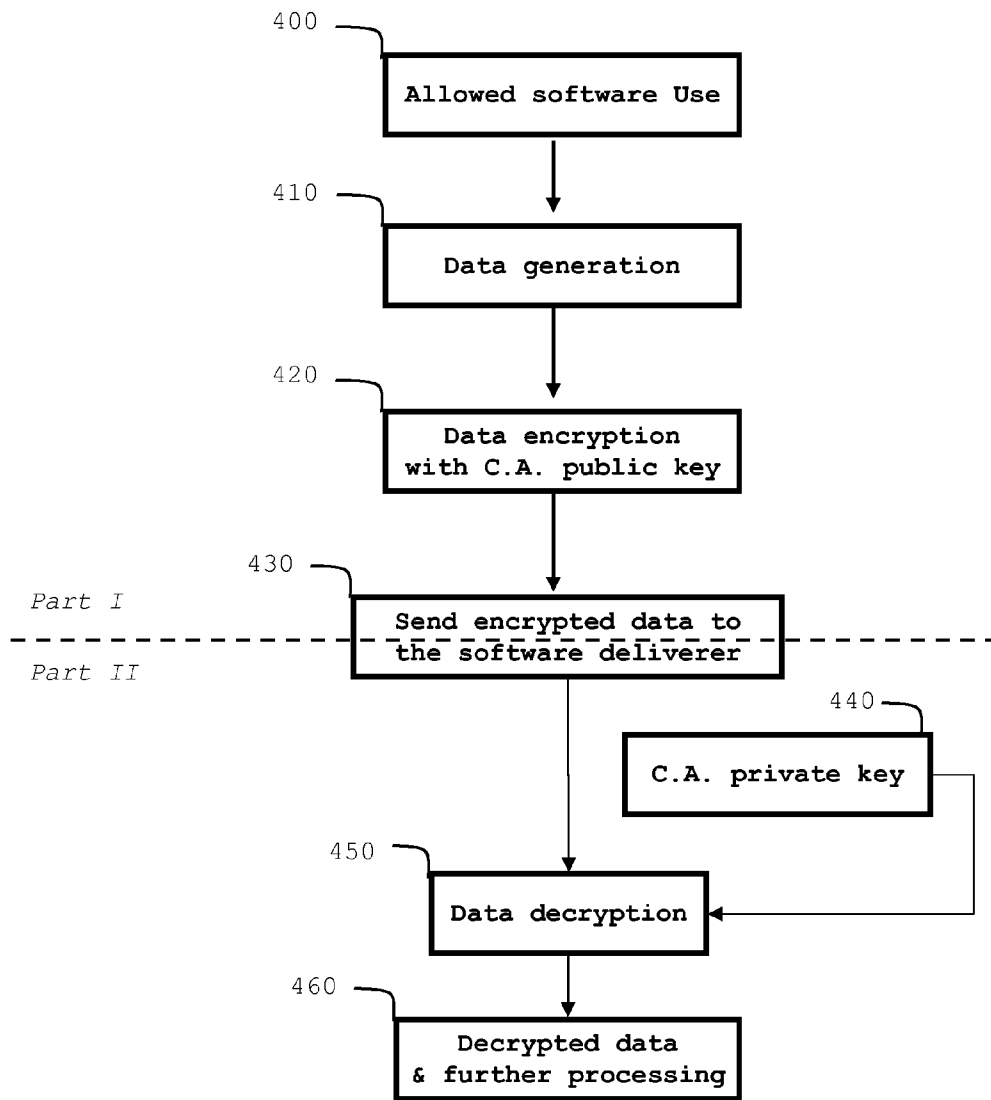 400
Allowed software Use
410
Data generation
420
Data encryption
with C.A. public key
430
Part I
Send encrypted data to
the software deliverer
Part II
440
C.A. private key
450
Data decryption
460
Decrypted data
& further processing